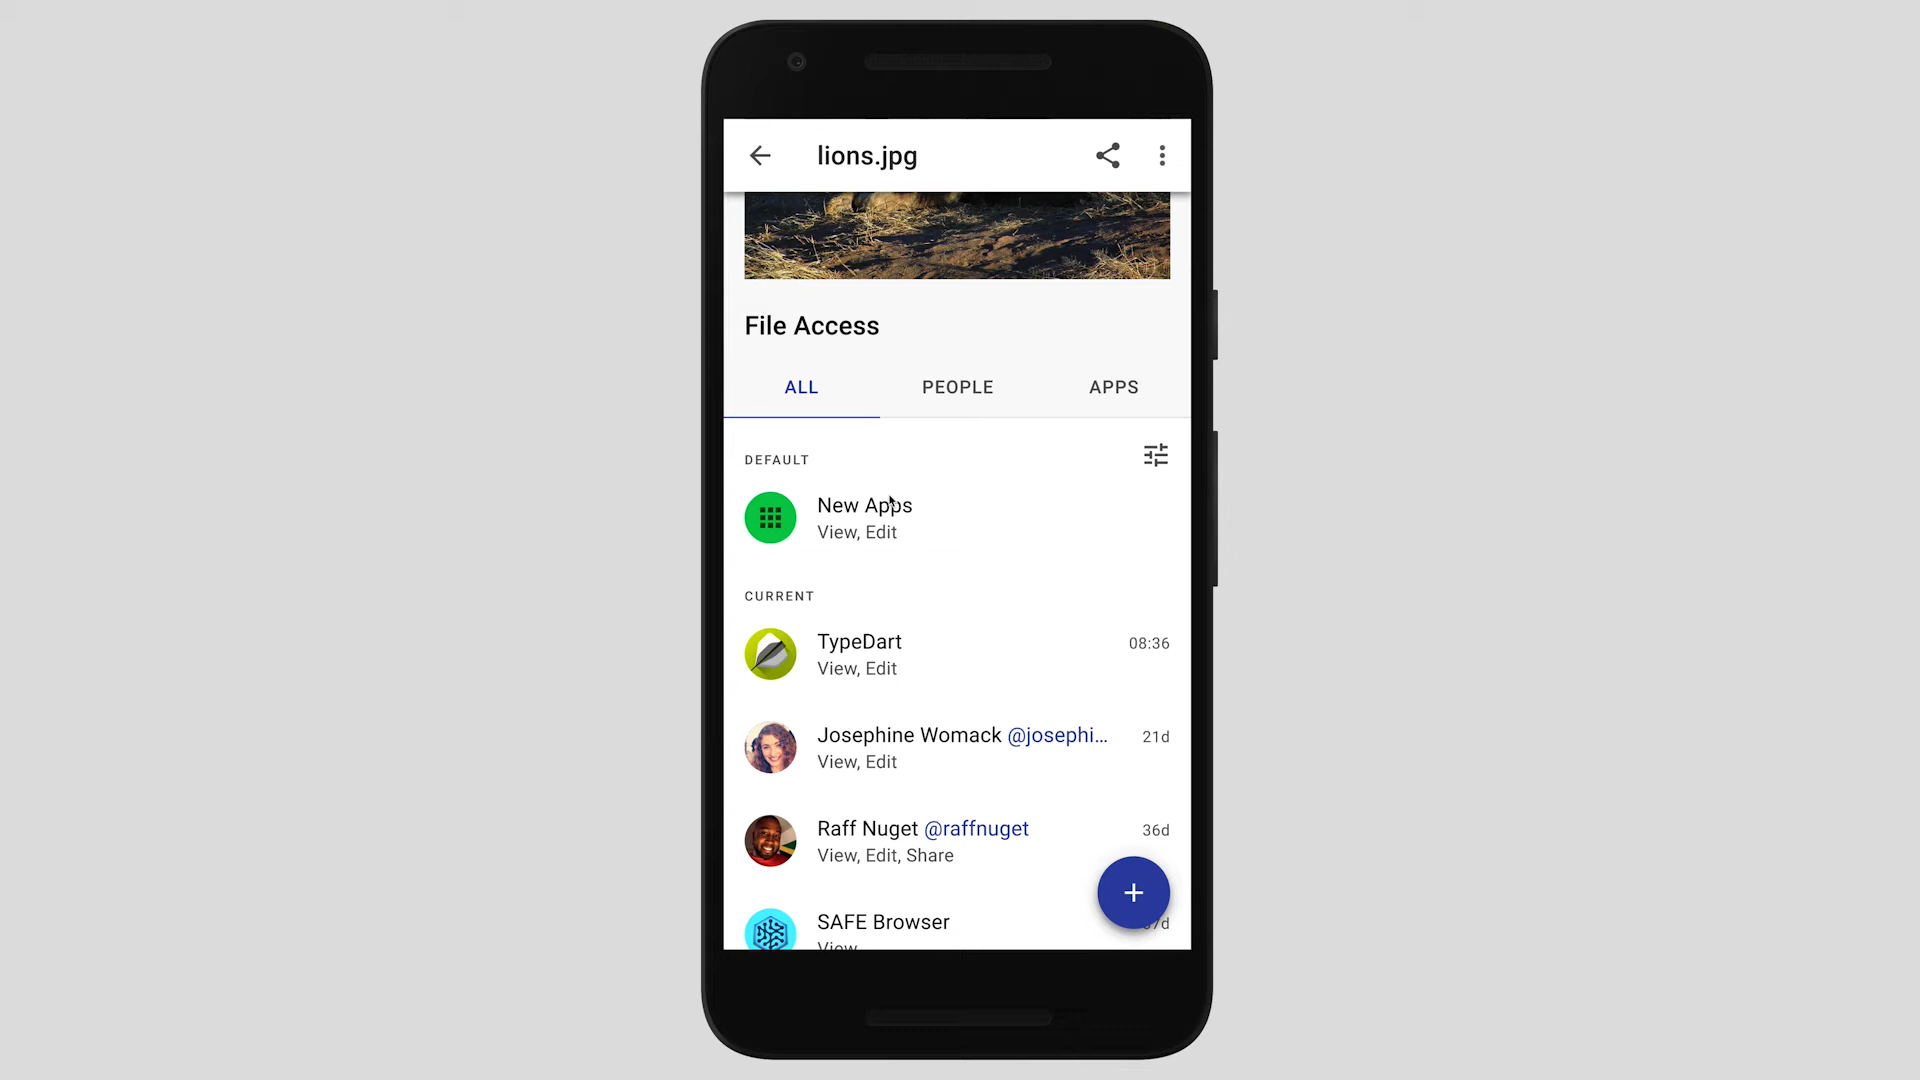 lions.jpg
File Access
ALL PEOPLE APPS
DEFAULT
New Apps
View, Edit
CURRENT
TypeDart 08:36
View, Edit
Josephine Womack @josephi... 21d
View, Edit
Raff Nuget @raffnuget 36d
View, Edit, Share
SAFE Browser
View